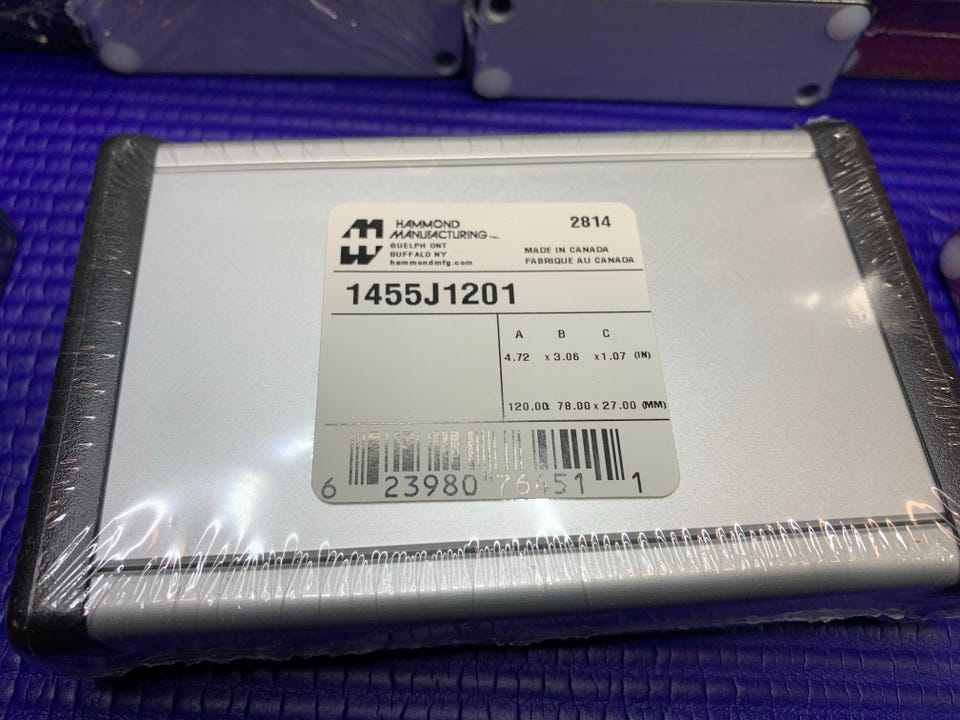 HAMMOND
MANUFACTURING INC.
GUELPH ONT
BUFFALO NY
hammondmfg.com
2814
MADE IN CANADA
FABRIQUE AU CANADA
1455J1201
A B C
4.72 x 3.06 x 1.07 (IN)
120.00 x 78.00 x 27.00 (MM)
6 23980 76451 1